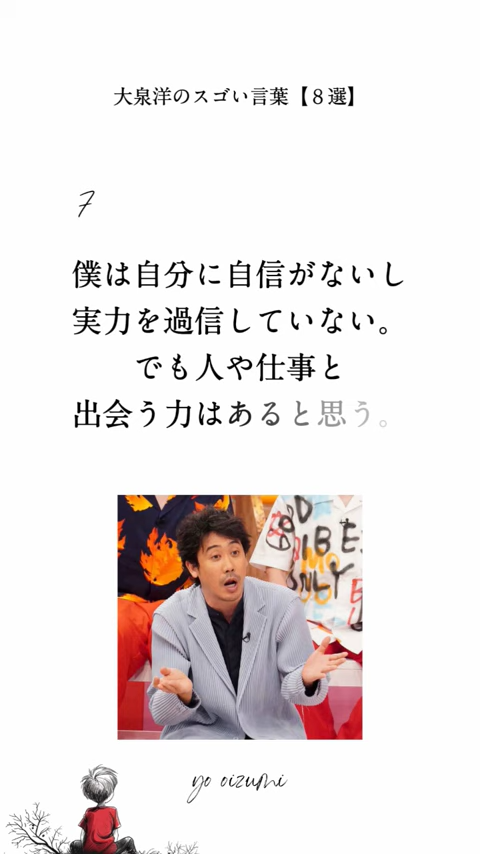 大泉洋のスゴい言葉【８選】
7
僕は自分に自信がないし
実力を過信していない。
でも人や仕事と
出会う力はあると思う。
yo oizumi